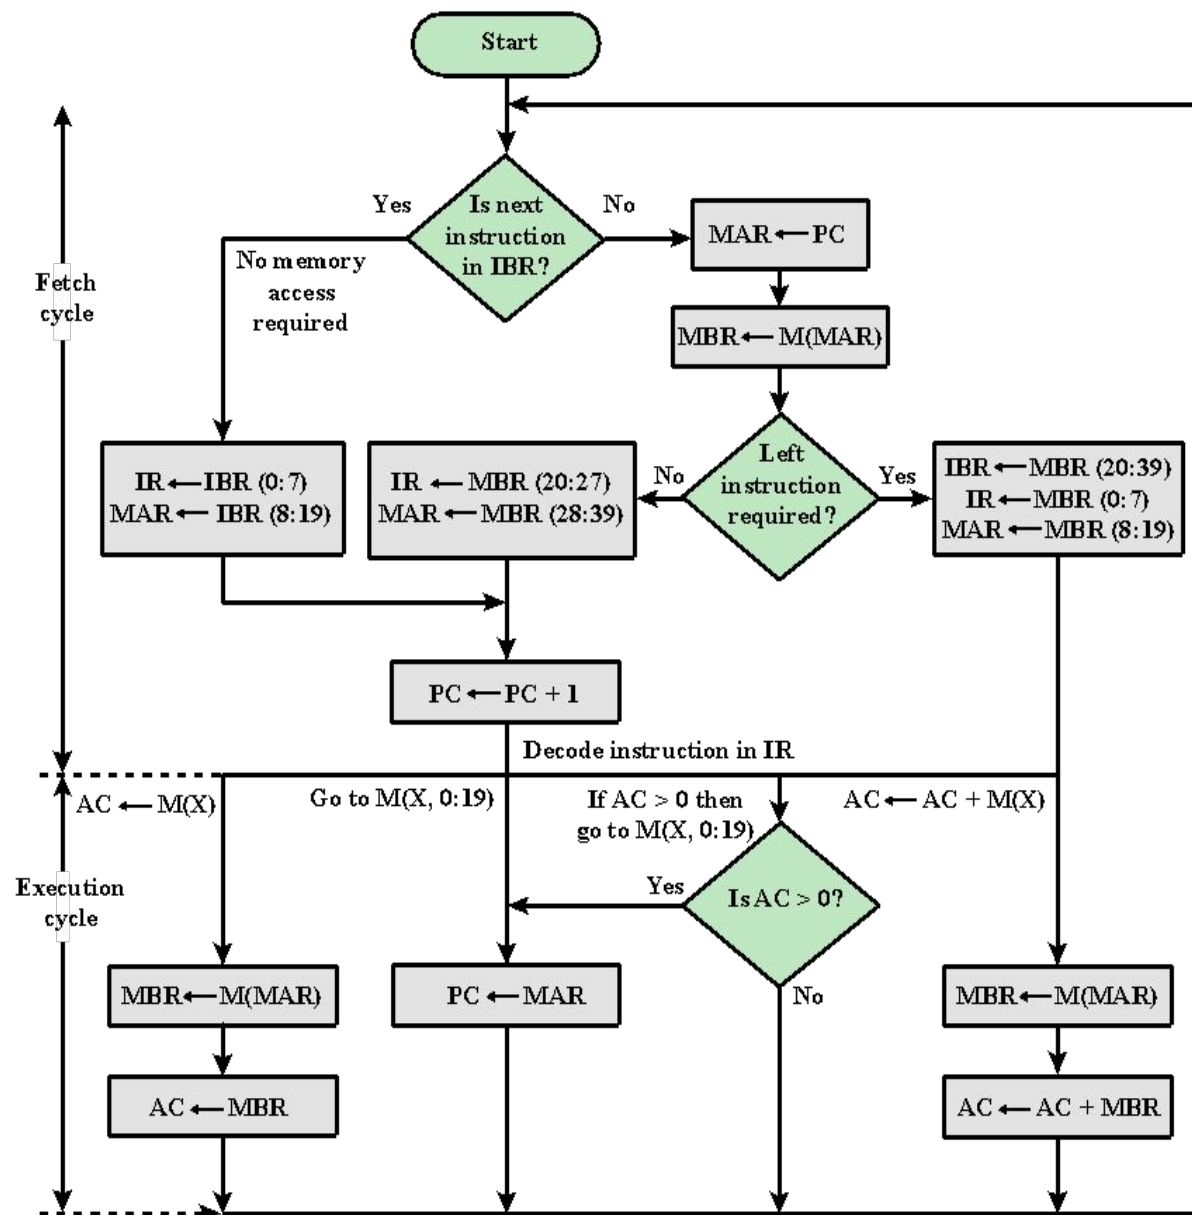 Start
Yes
Is next
instruction
in IBR?
No
MAR ← PC
No memory
access
required
Fetch
cycle
MBR ← M(MAR)
IR ← IBR (0:7)
MAR ← IBR (8:19)
IR ← MBR (20:27)
MAR ← MBR (28:39)
No
Left
instruction
required?
Yes
IBR ← MBR (20:39)
IR ← MBR (0:7)
MAR ← MBR (8:19)
PC ← PC + 1
Decode instruction in IR
AC ← M(X)
Go to M(X, 0:19)
If AC > 0 then
go to M(X, 0:19)
AC ← AC + M(X)
Execution
cycle
Yes
Is AC > 0?
No
MBR ← M(MAR)
PC ← MAR
MBR ← M(MAR)
AC ← MBR
AC ← AC + MBR